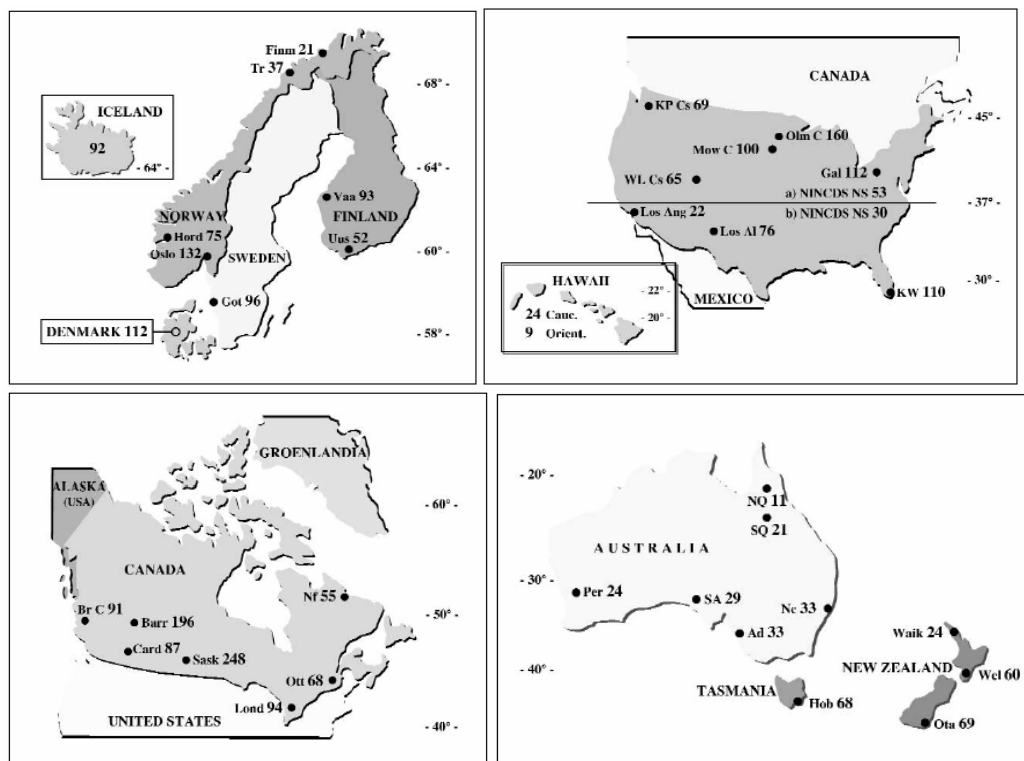 Finm 21
Tr 37
- 68° -
ICELAND
92
- 64°-
- 64° -
Vaa 93
NORWAY
FINLAND
Hord 75
Uus 52
Oslo 132
SWEDEN
- 60° -
Got 96
DENMARK 112
- 58° -
CANADA
KP Cs 69
- 45° -
Olm C 160
Mow C 100
Gal 112
WL Cs 65
a) NINCDS NS 53
- 37° -
Los Ang 22
b) NINCDS NS 30
Los Al 76
HAWAII
- 30° -
22° -
MEXICO
KW 110
24 Cauc.
- 20° -
9 Orient.
GROENLANDIA
ALASKA
(USA)
- 60° -
CANADA
Nf 55
Br C 91
Barr 196
- 50° -
Card 87
Sask 248
Ott 68
Lond 94
UNITED STATES
- 40° -
- 20° -
NQ 11
SQ 21
AUSTRALIA
- 30° -
Per 24
SA 29
Nc 33
Ad 33
Waik 24
- 40° -
NEW ZEALAND
Wel 60
TASMANIA
Hob 68
Ota 69